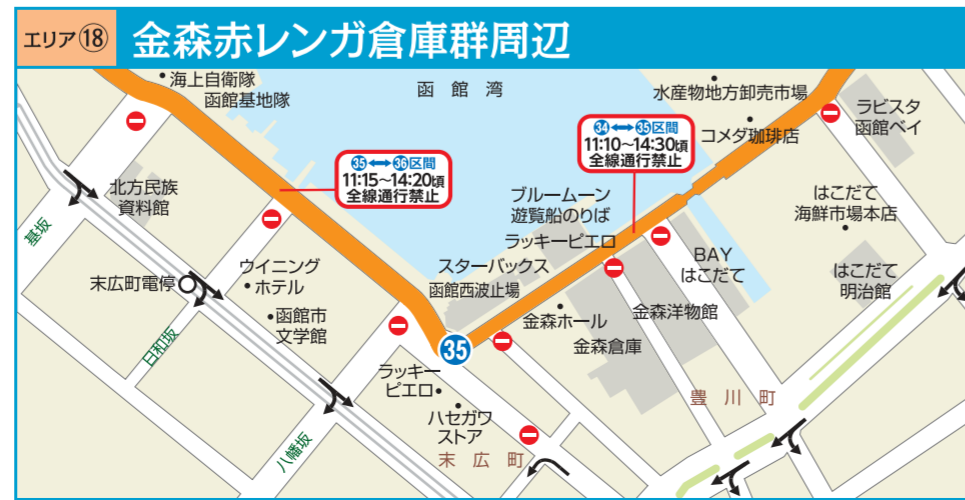 エリア⑱
金森赤レンガ倉庫群周辺
海上自衛隊
函館基地隊
函館湾
水産物地方卸売市場
コメダ珈琲店
ラビスタ
函館ベイ
㉞⟷㉟区間
11:10~14:30頃
全線通行禁止
㉟⟷㊱区間
11:15~14:20頃
全線通行禁止
北方民族
資料館
基坂
ブルームーン
遊覧船のりば
ラッキーピエロ
はこだて
海鮮市場本店
BAY
はこだて
はこだて
明治館
末広町電停
ウイニング
ホテル
函館市
文学館
スターバックス
函館西波止場
金森ホール
金森洋物館
金森倉庫
日和坂
35
ラッキー
ピエロ
ハセガワ
ストア
豊川町
八幡坂
末広町